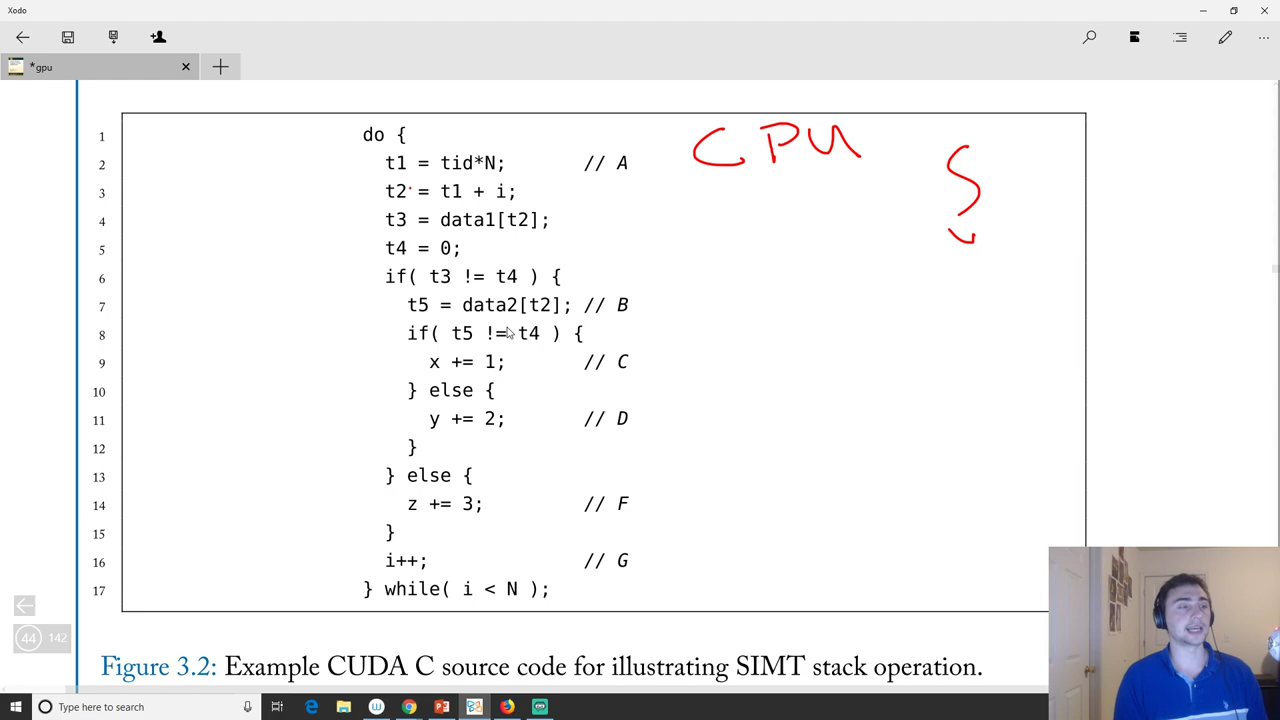 Xodo
*gpu
1 do {
2 t1 = tid*N; // A
3 t2 = t1 + i;
4 t3 = data1[t2];
5 t4 = 0;
6 if( t3 != t4 ) {
7 t5 = data2[t2]; // B
8 if( t5 != t4 ) {
9 x += 1; // C
10 } else {
11 y += 2; // D
12 }
13 } else {
14 z += 3; // F
15 }
16 i++; // G
17 } while( i < N );
CPU
Figure 3.2: Example CUDA C source code for illustrating SIMT stack operation.
44 142
Type here to search